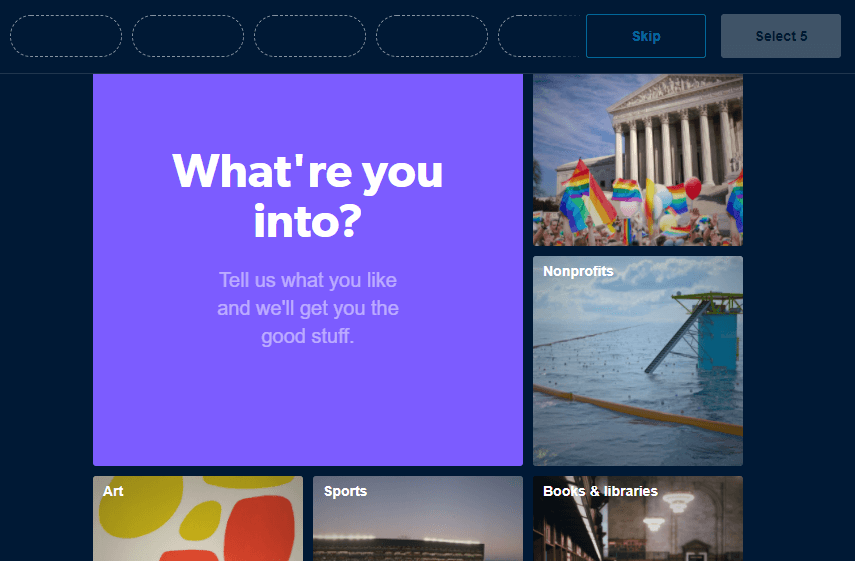 Skip
Select 5
What're you
into?
Tell us what you like
and we'll get you the
good stuff.
Nonprofits
Art
Sports
Books & libraries